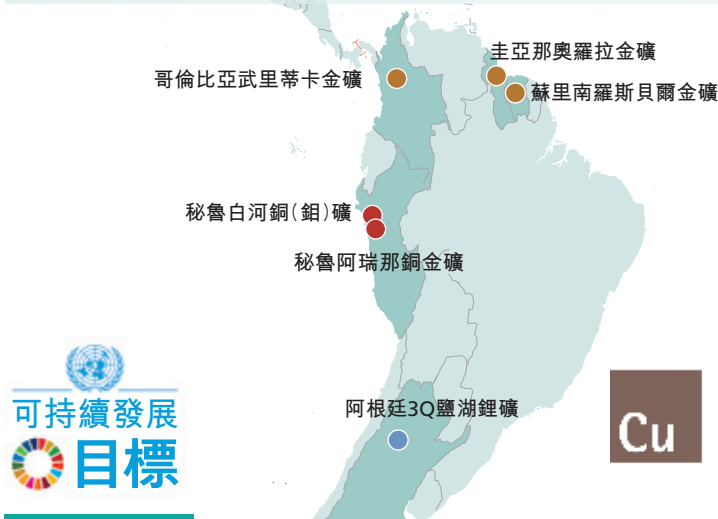 圭亞那奧羅拉金礦
哥倫比亞武里蒂卡金礦
蘇里南羅斯貝爾金礦
秘魯白河銅（鉬）礦
秘魯阿瑞那銅金礦
阿根廷3Q鹽湖鋰礦
可持續發展
目標
Cu